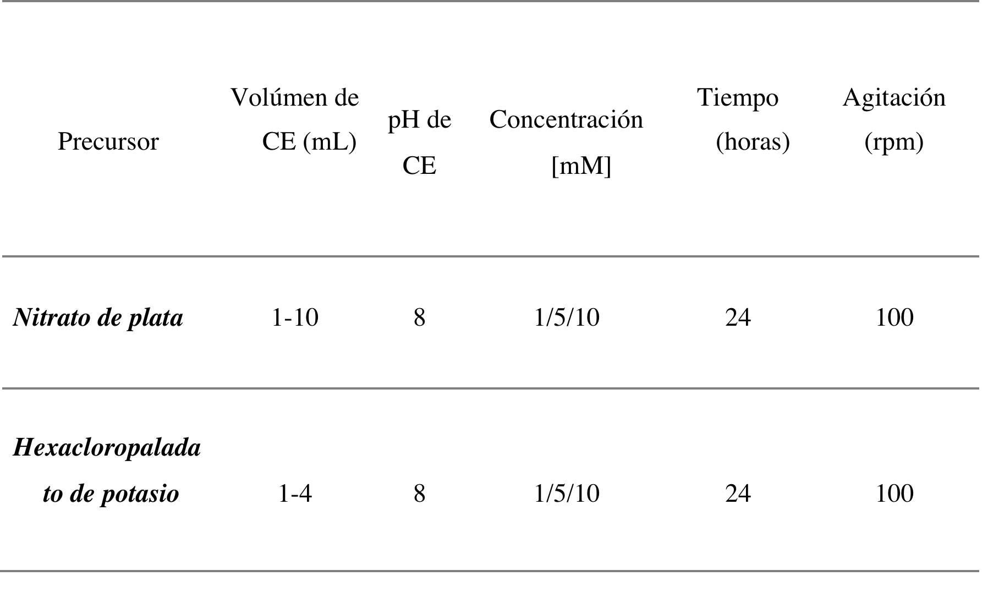 Precursor
Volúmen de
CE (mL)
pH de
CE
Concentración
[mM]
Tiempo
(horas)
Agitación
(rpm)
Nitrato de plata
1-10
8
1/5/10
24
100
Hexacloropalada
to de potasio
1-4
8
1/5/10
24
100